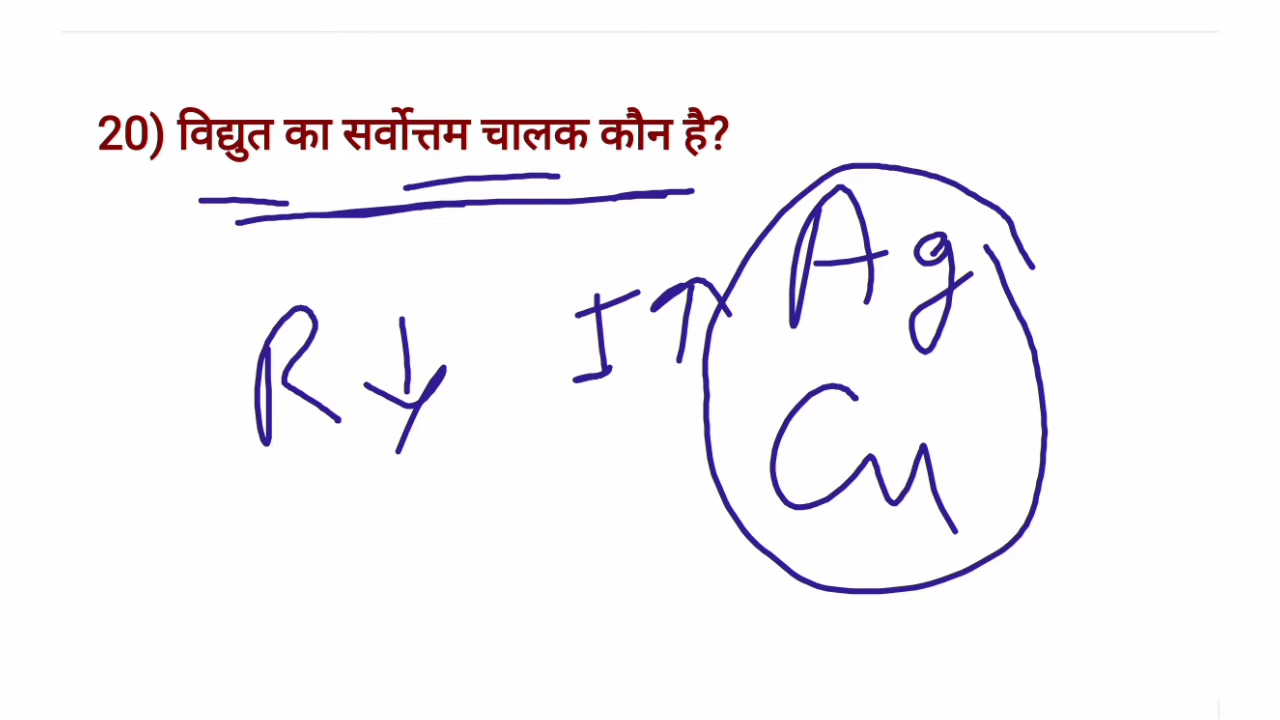 20) विद्युत का सर्वोत्तम चालक कौन है?
Ag
R↓ I↑
Cu